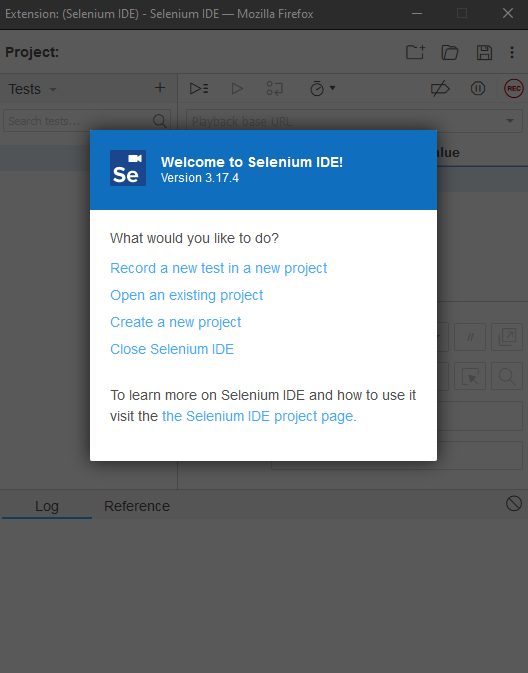 Extension: (Selenium IDE) - Selenium IDE — Mozilla Firefox
Project:
Tests
REC
Search tests...
Playback base URL
alue
Se
Welcome to Selenium IDE!
Version 3.17.4
What would you like to do?
Record a new test in a new project
Open an existing project
Create a new project
Close Selenium IDE
//
To learn more on Selenium IDE and how to use it
visit the the Selenium IDE project page.
Log
Reference